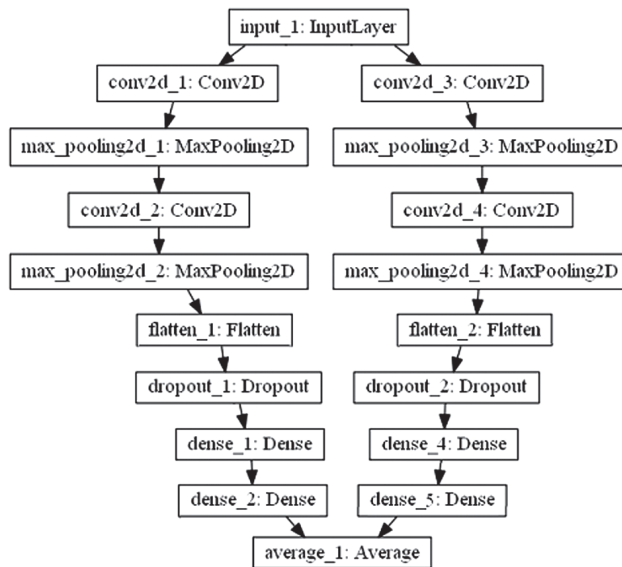 input_1: InputLayer
conv2d_1: Conv2D
conv2d_3: Conv2D
max_pooling2d_1: MaxPooling2D
max_pooling2d_3: MaxPooling2D
conv2d_2: Conv2D
conv2d_4: Conv2D
max_pooling2d_2: MaxPooling2D
max_pooling2d_4: MaxPooling2D
flatten_1: Flatten
flatten_2: Flatten
dropout_1: Dropout
dropout_2: Dropout
dense_1: Dense
dense_4: Dense
dense_2: Dense
dense_5: Dense
average_1: Average